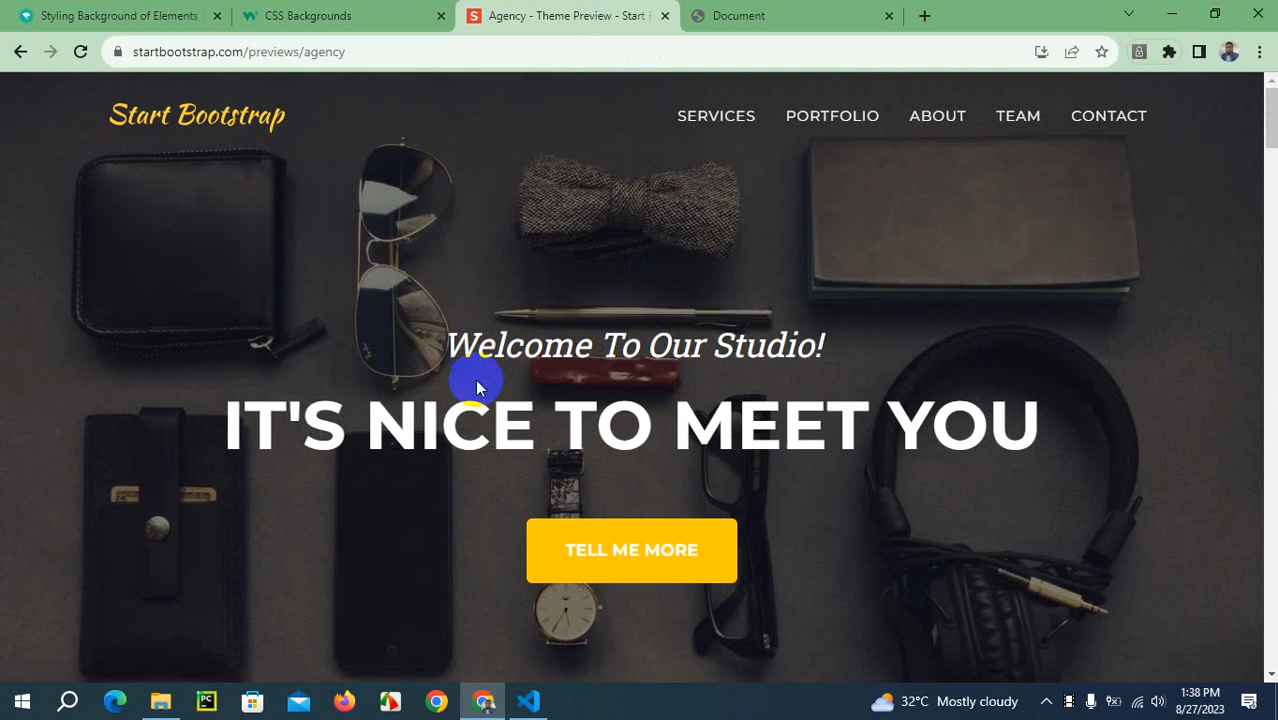 Styling Background of Elements
CSS Backgrounds
Agency - Theme Preview - Start
Document
startbootstrap.com/previews/agency
Start Bootstrap
SERVICES PORTFOLIO ABOUT TEAM CONTACT
Welcome To Our Studio!
IT'S NICE TO MEET YOU
TELL ME MORE
32°C Mostly cloudy
1:38 PM
8/27/2023